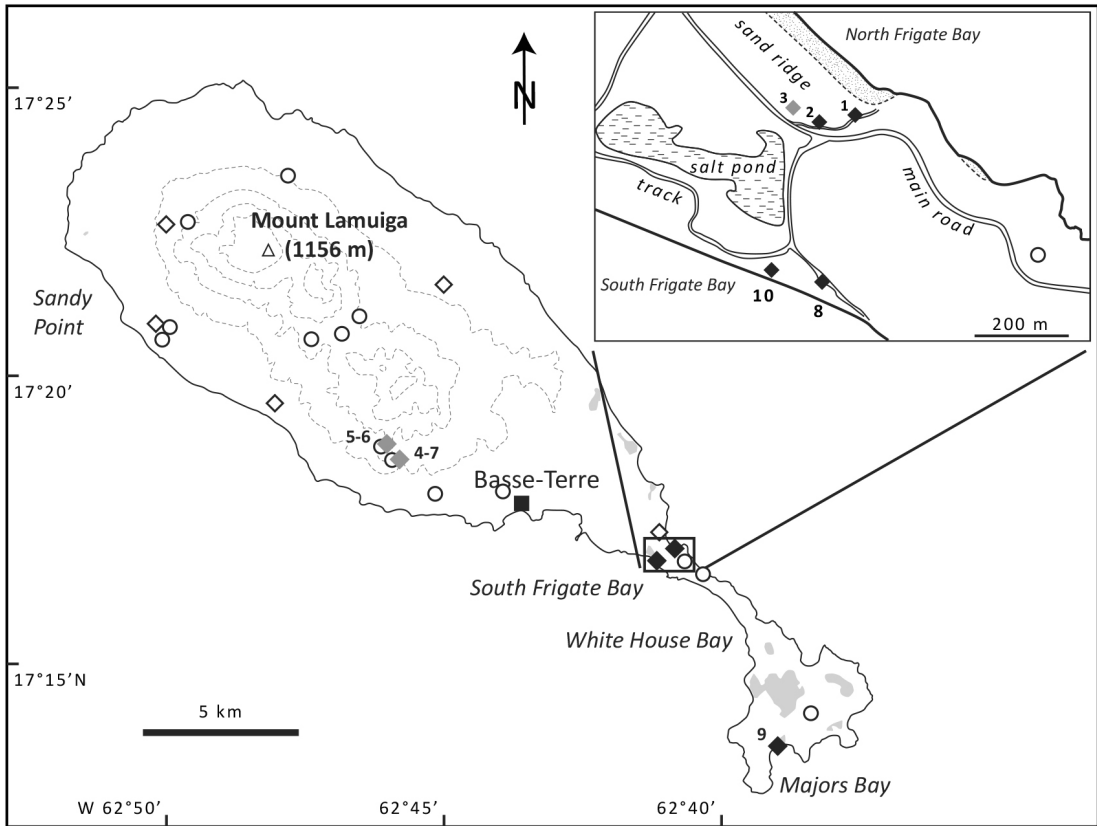 North Frigate Bay
sand ridge
3
2
1
salt pond
track
main road
South Frigate Bay
10
8
200 m
N
17°25’
Mount Lamuiga
(1156 m)
Sandy
Point
17°20’
5-6
4-7
Basse-Terre
South Frigate Bay
White House Bay
17°15’N
5 km
9
Majors Bay
W 62°50’
62°45’
62°40’